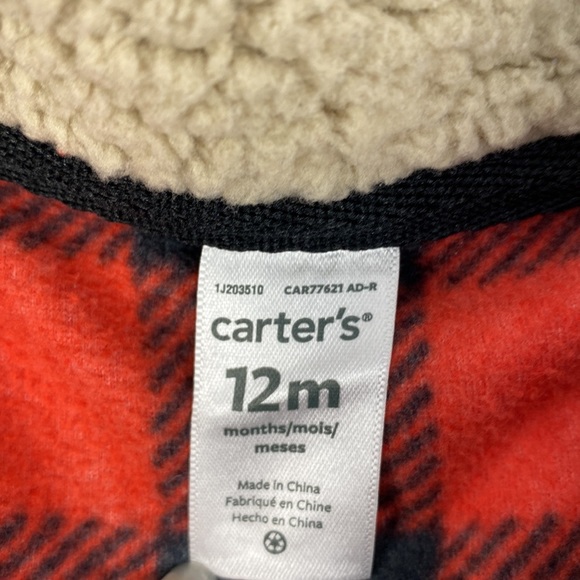 1J203510 CAR77621 AD-R
carter's®
12m
months/mois/
meses
Made in China
Fabriqué en Chine
Hecho en China